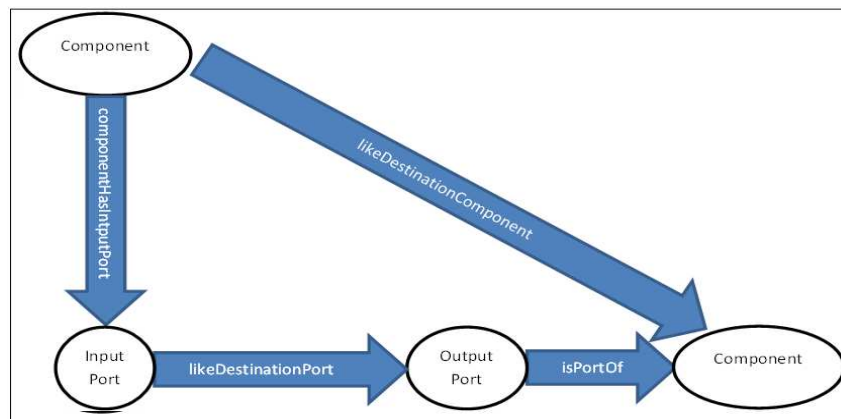 Component
componentHasIntputPort
likeDestinationComponent
Input
Port
likeDestinationPort
Output
Port
isPortOf
Component